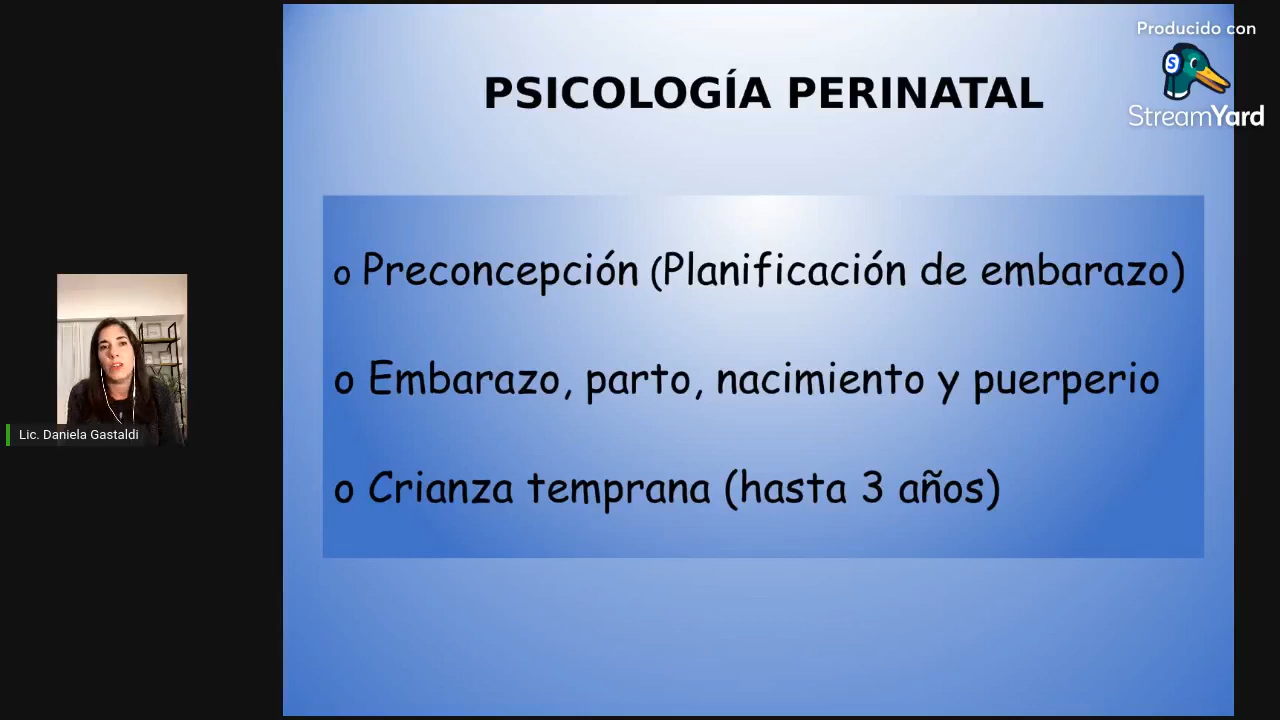 Producido con
StreamYard
PSICOLOGÍA PERINATAL
o Preconcepción (Planificación de embarazo)
o Embarazo, parto, nacimiento y puerperio
o Crianza temprana (hasta 3 años)
Lic. Daniela Gastaldi